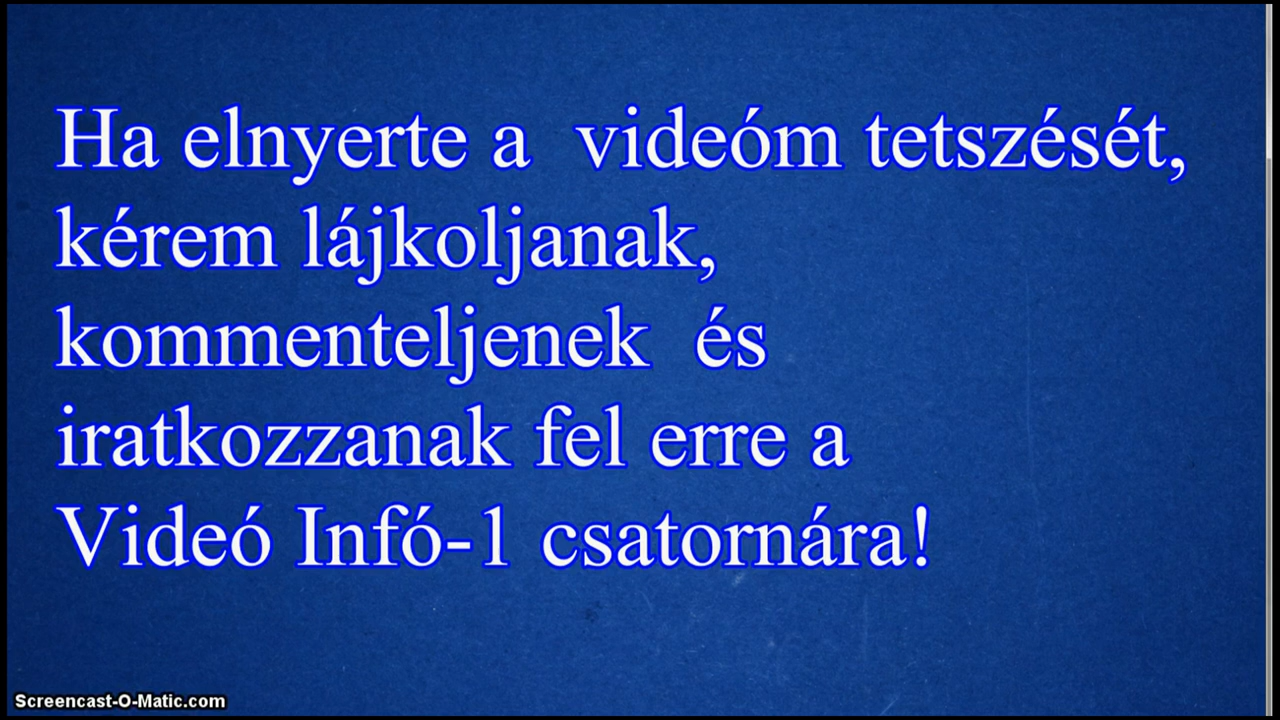 Ha elnyerte a  videóm tetszését,
kérem lájkoljanak,
kommenteljenek  és
iratkozzanak fel erre a
Videó Infó-1 csatornára!
Screencast-O-Matic.com